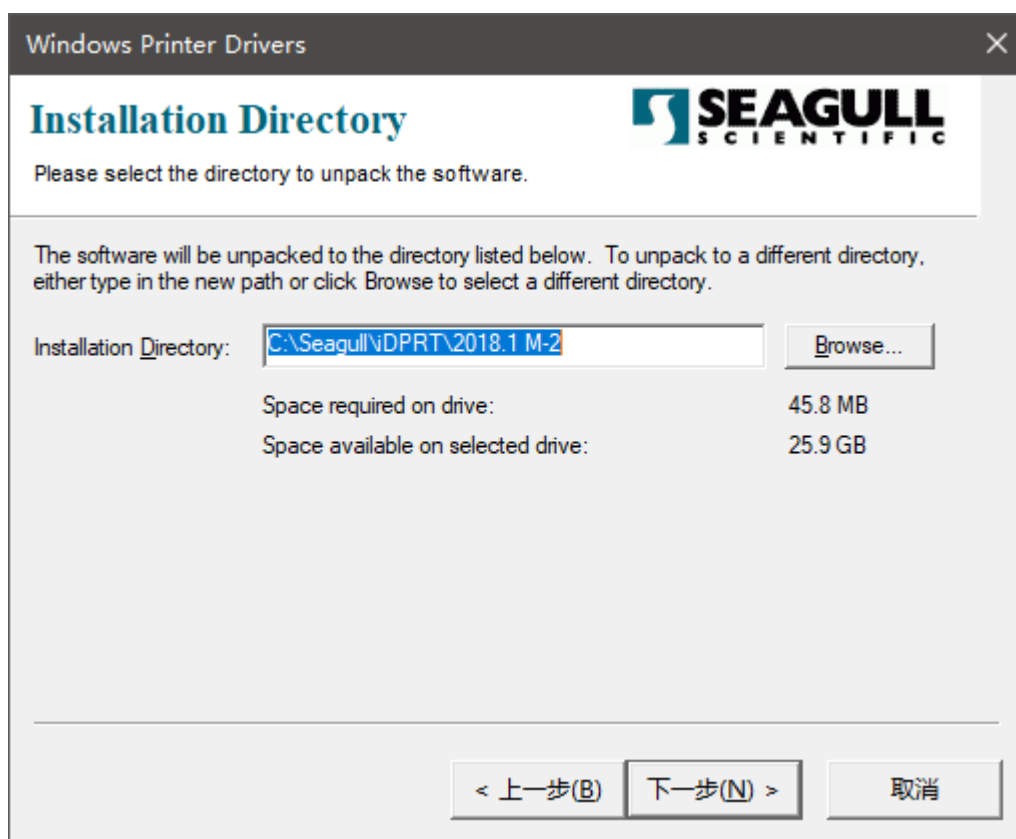 Windows Printer Drivers
Installation Directory
SEAGULL
SCIENTIFIC
Please select the directory to unpack the software.
The software will be unpacked to the directory listed below. To unpack to a different directory,
either type in the new path or click Browse to select a different directory.
Installation Directory: C:\Seagull\iDPRT\2018.1 M-2 Browse...
Space required on drive: 45.8 MB
Space available on selected drive: 25.9 GB
< 上一步(B) 下一步(N) > 取消